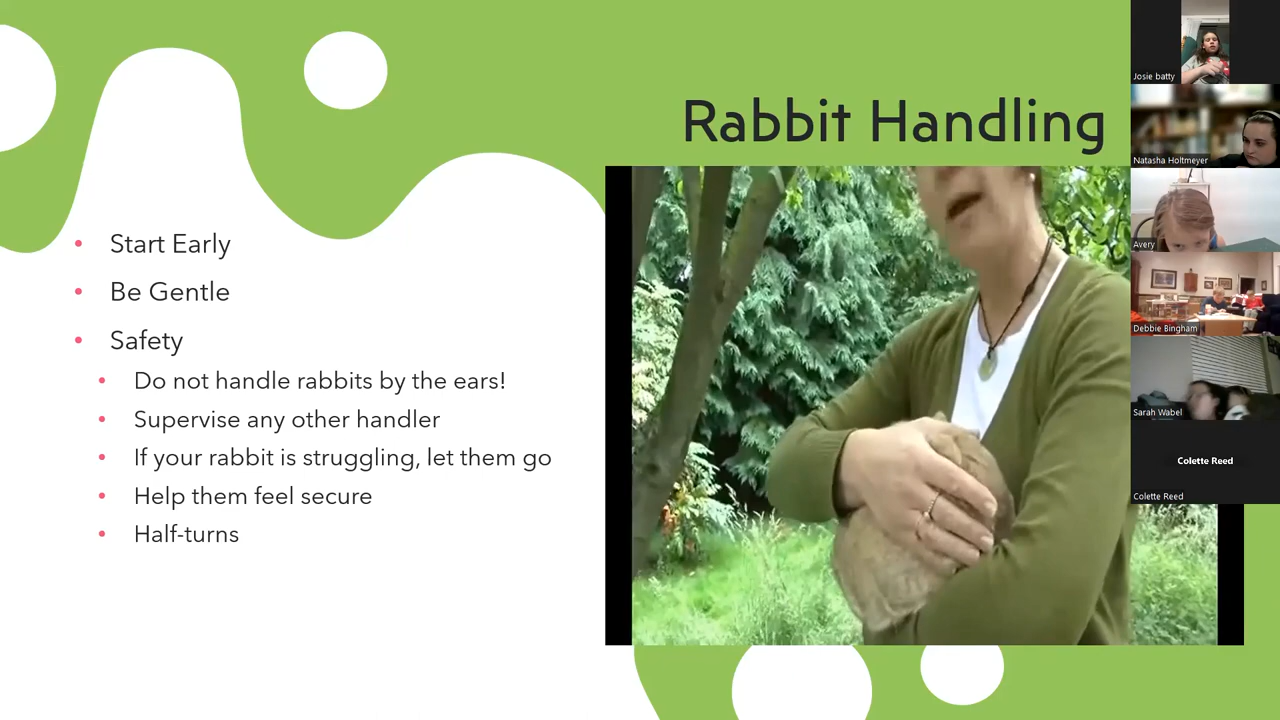 Rabbit Handling
Start Early
Be Gentle
Safety
Do not handle rabbits by the ears!
Supervise any other handler
If your rabbit is struggling, let them go
Help them feel secure
Half-turns
Josie batty
Natasha Holtmeyer
Avery
Debbie Bingham
Sarah Wabel
Colette Reed
Colette Reed